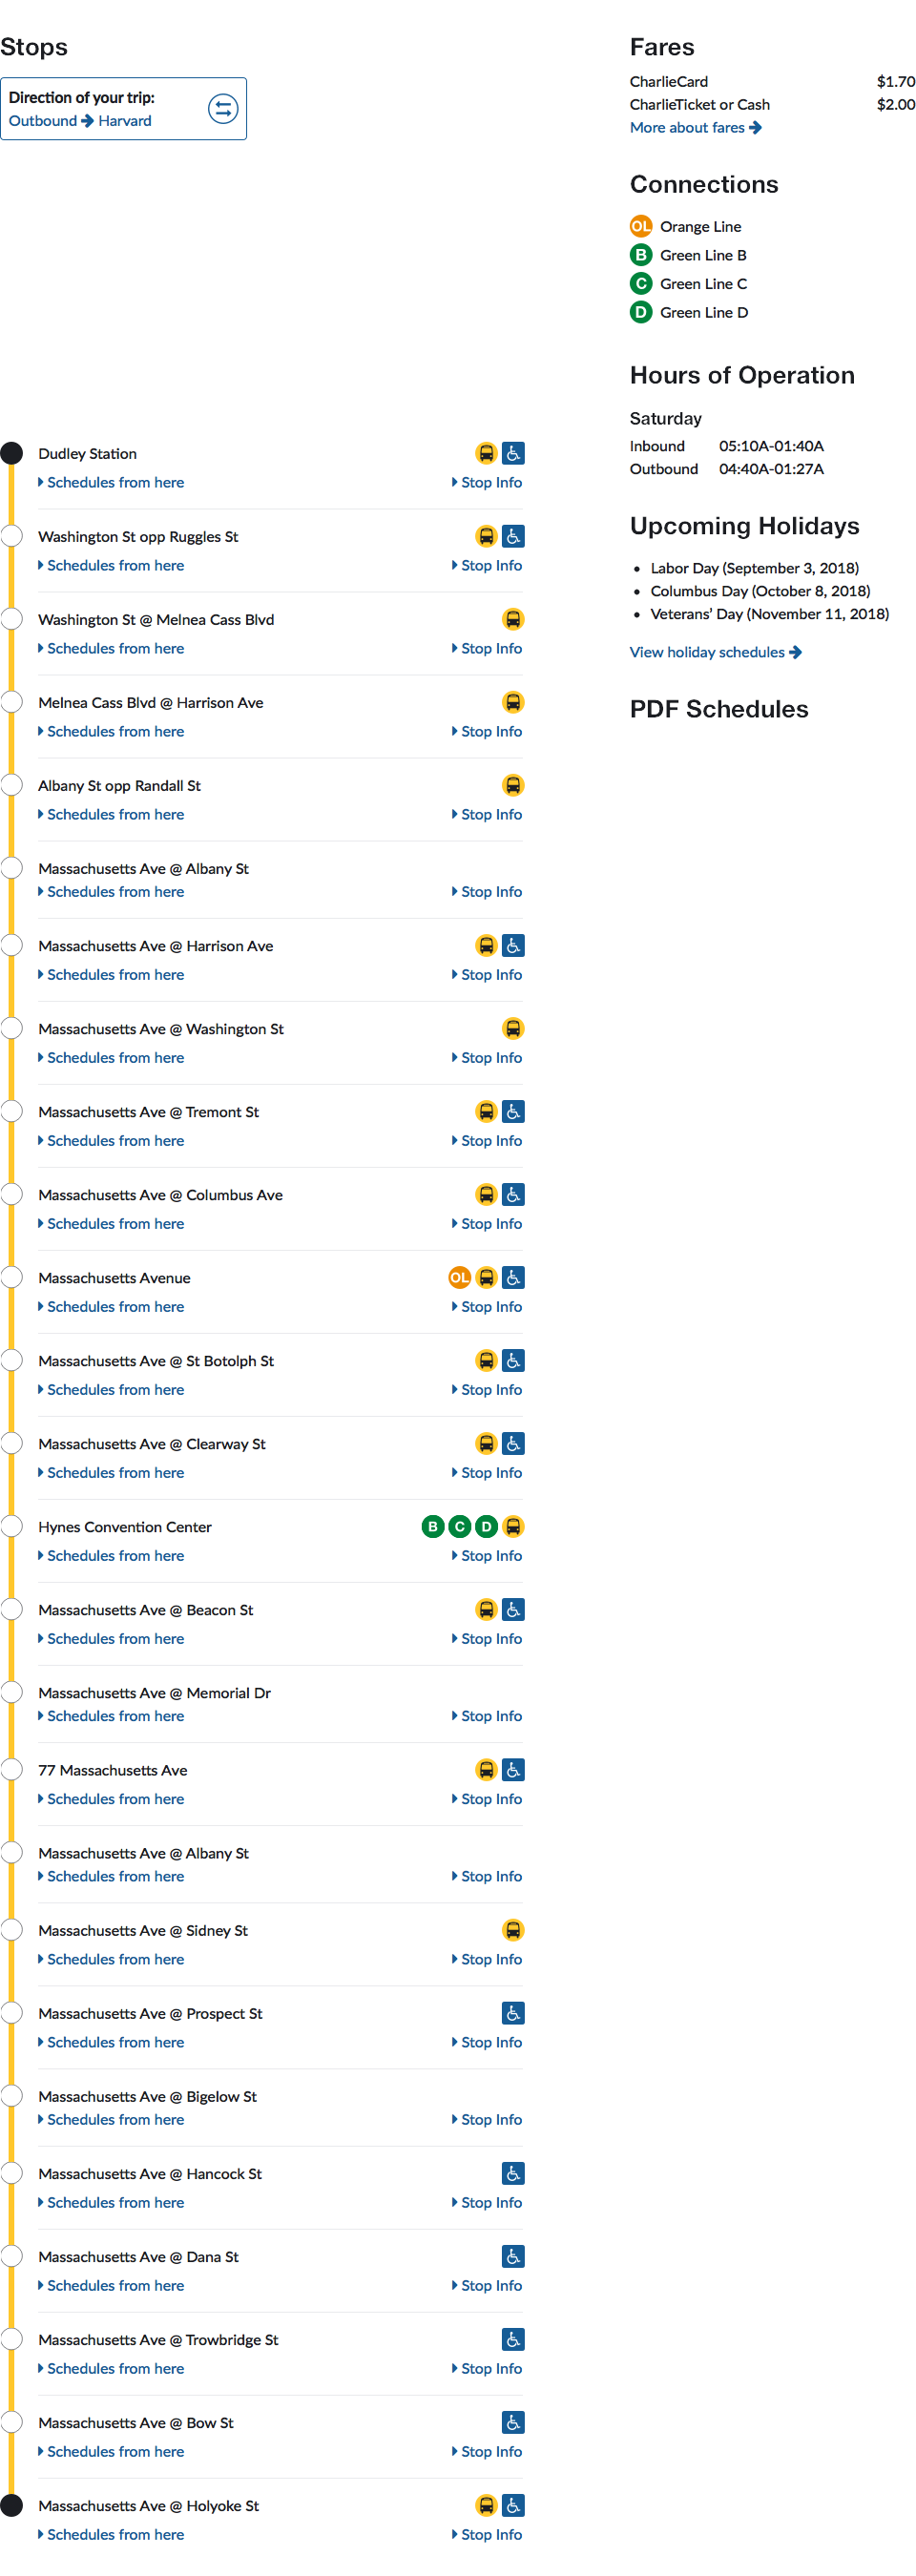 Stops
Direction of your trip:
Outbound Harvard
Dudley Station
Schedules from here Stop Info
Washington St opp Ruggles St
Schedules from here Stop Info
Washington St @ Melnea Cass Blvd
Schedules from here Stop Info
Melnea Cass Blvd @ Harrison Ave
Schedules from here Stop Info
Albany St opp Randall St
Schedules from here Stop Info
Massachusetts Ave @ Albany St
Schedules from here Stop Info
Massachusetts Ave @ Harrison Ave
Schedules from here Stop Info
Massachusetts Ave @ Washington St
Schedules from here Stop Info
Massachusetts Ave @ Tremont St
Schedules from here Stop Info
Massachusetts Ave @ Columbus Ave
Schedules from here Stop Info
Massachusetts Avenue OL
Schedules from here Stop Info
Massachusetts Ave @ St Botolph St
Schedules from here Stop Info
Massachusetts Ave @ Clearway St
Schedules from here Stop Info
Hynes Convention Center B C D
Schedules from here Stop Info
Massachusetts Ave @ Beacon St
Schedules from here Stop Info
Massachusetts Ave @ Memorial Dr
Schedules from here Stop Info
77 Massachusetts Ave
Schedules from here Stop Info
Massachusetts Ave @ Albany St
Schedules from here Stop Info
Massachusetts Ave @ Sidney St
Schedules from here Stop Info
Massachusetts Ave @ Prospect St
Schedules from here Stop Info
Massachusetts Ave @ Bigelow St
Schedules from here Stop Info
Massachusetts Ave @ Hancock St
Schedules from here Stop Info
Massachusetts Ave @ Dana St
Schedules from here Stop Info
Massachusetts Ave @ Trowbridge St
Schedules from here Stop Info
Massachusetts Ave @ Bow St
Schedules from here Stop Info
Massachusetts Ave @ Holyoke St
Schedules from here Stop Info
Fares
CharlieCard $1.70
CharlieTicket or Cash $2.00
More about fares
Connections
OL Orange Line
B Green Line B
C Green Line C
D Green Line D
Hours of Operation
Saturday
Inbound 05:10A-01:40A
Outbound 04:40A-01:27A
Upcoming Holidays
• Labor Day (September 3, 2018)
• Columbus Day (October 8, 2018)
• Veterans’ Day (November 11, 2018)
View holiday schedules
PDF Schedules